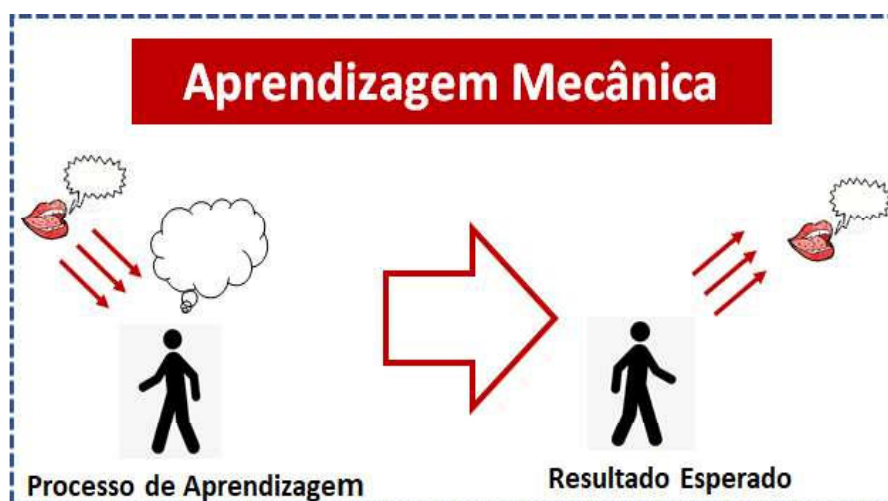 Aprendizagem Mecânica
Processo de Aprendizagem
Resultado Esperado